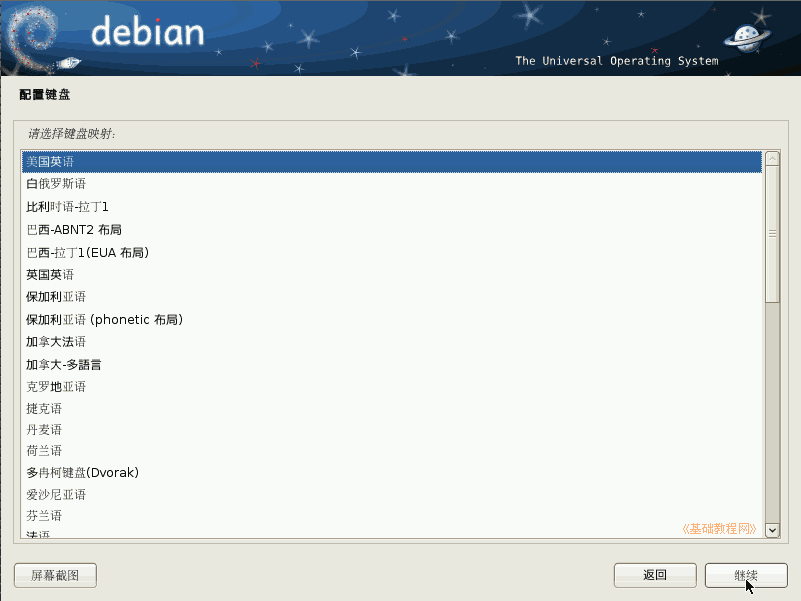 debian
The Universal Operating System
配置键盘
请选择键盘映射:
美国英语
白俄罗斯语
比利时语-拉丁1
巴西-ABNT2 布局
巴西-拉丁1(EUA 布局)
英国英语
保加利亚语
保加利亚语 (phonetic 布局)
加拿大法语
加拿大-多語言
克罗地亚语
捷克语
丹麦语
荷兰语
多冉柯键盘(Dvorak)
爱沙尼亚语
芬兰语
法语
《基础教程网》
屏幕截图
返回
继续